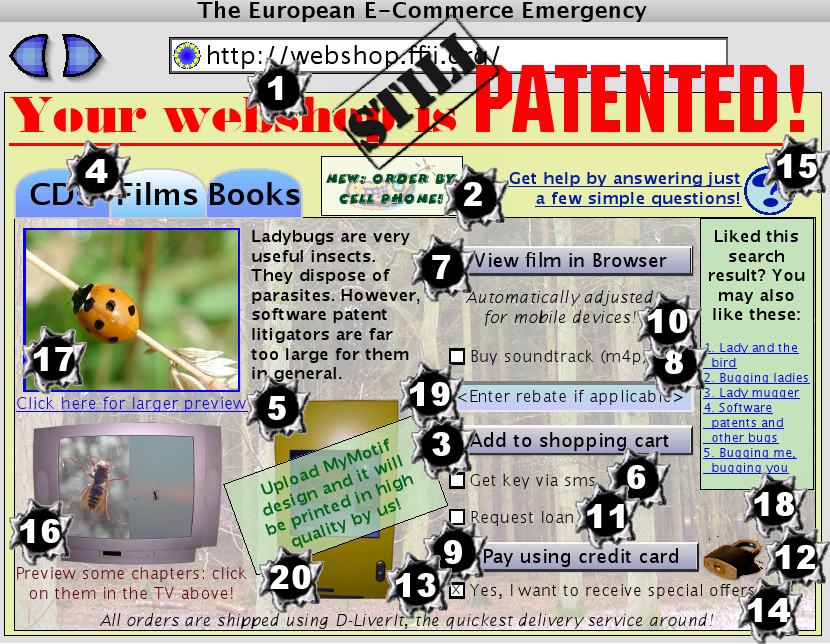 The European E-Commerce Emergency
http://webshop.ffii.org/
STILL
Your webshop is PATENTED!
1
4
15
CDs
Films
Books
NEW: ORDER BY
CELL PHONE!
2
Get help by answering just
a few simple questions!
Ladybugs are very
useful insects.
They dispose of
parasites. However,
software patent
litigators are far
too large for them
in general.
17
Click here for larger preview
5
7
View film in Browser
Automatically adjusted
for mobile devices!
10
Buy soundtrack (m4p)
8
19
<Enter rebate if applicable>
3
Add to shopping cart
Get key via sms
6
Request loan
11
9
Pay using credit card
12
13
X
Yes, I want to receive special offers
14
Liked this
search
result? You
may also
like these:
1. Lady and the
bird
2. Bugging ladies
3. Lady mugger
4. Software
patents and
other bugs
5. Bugging me,
bugging you
18
Upload MyMotif
design and it will
be printed in high
quality by us!
20
16
Preview some chapters: click
on them in the TV above!
All orders are shipped using D-LiverIt, the quickest delivery service around!